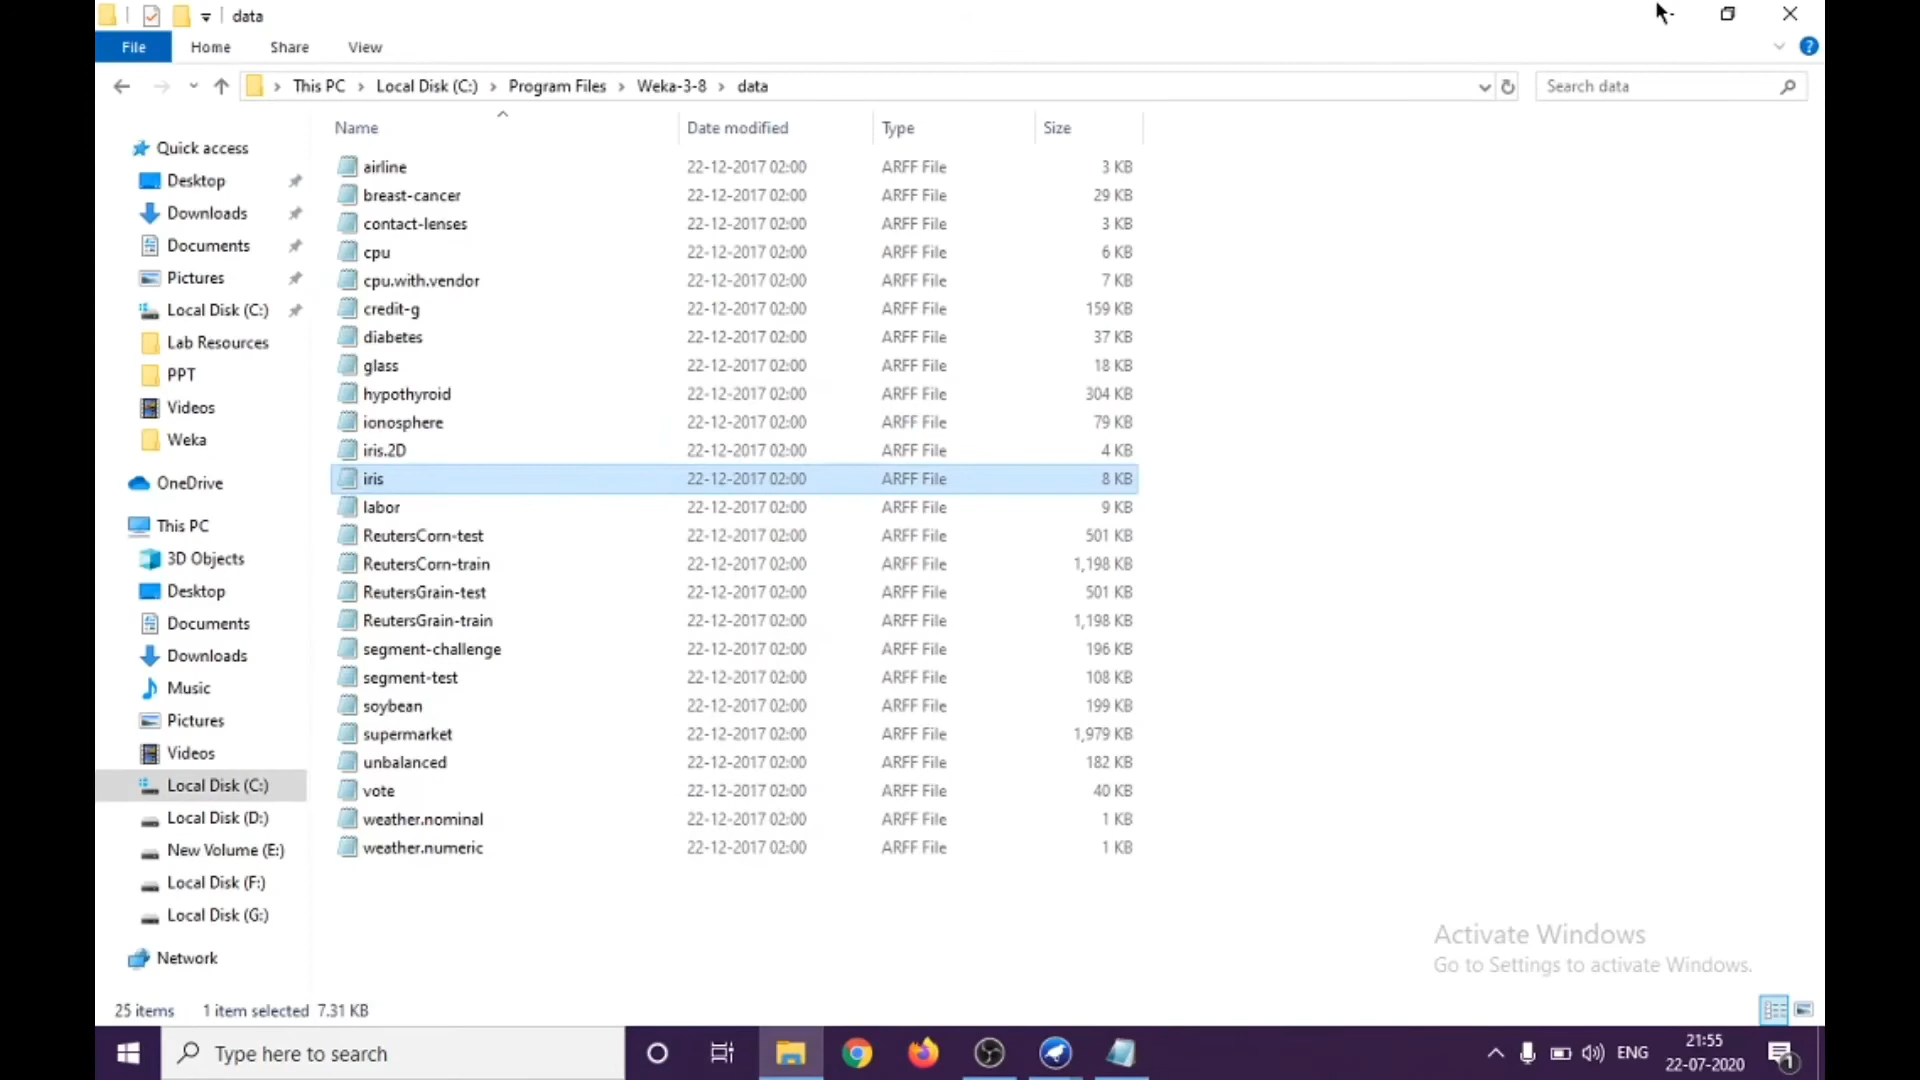 data
File Home Share View
This PC Local Disk (C:) Program Files Weka-3-8 data Search data
Name Date modified Type Size
Quick access
Desktop
Downloads
Documents
Pictures
Local Disk (C:)
Lab Resources
PPT
Videos
Weka
OneDrive
This PC
3D Objects
Desktop
Documents
Downloads
Music
Pictures
Videos
Local Disk (C:)
Local Disk (D:)
New Volume (E:)
Local Disk (F:)
Local Disk (G:)
Network
airline 22-12-2017 02:00 ARFF File 3 KB
breast-cancer 22-12-2017 02:00 ARFF File 29 KB
contact-lenses 22-12-2017 02:00 ARFF File 3 KB
cpu 22-12-2017 02:00 ARFF File 6 KB
cpu.with.vendor 22-12-2017 02:00 ARFF File 7 KB
credit-g 22-12-2017 02:00 ARFF File 159 KB
diabetes 22-12-2017 02:00 ARFF File 37 KB
glass 22-12-2017 02:00 ARFF File 18 KB
hypothyroid 22-12-2017 02:00 ARFF File 304 KB
ionosphere 22-12-2017 02:00 ARFF File 79 KB
iris.2D 22-12-2017 02:00 ARFF File 4 KB
iris 22-12-2017 02:00 ARFF File 8 KB
labor 22-12-2017 02:00 ARFF File 9 KB
ReutersCorn-test 22-12-2017 02:00 ARFF File 501 KB
ReutersCorn-train 22-12-2017 02:00 ARFF File 1,198 KB
ReutersGrain-test 22-12-2017 02:00 ARFF File 501 KB
ReutersGrain-train 22-12-2017 02:00 ARFF File 1,198 KB
segment-challenge 22-12-2017 02:00 ARFF File 196 KB
segment-test 22-12-2017 02:00 ARFF File 108 KB
soybean 22-12-2017 02:00 ARFF File 199 KB
supermarket 22-12-2017 02:00 ARFF File 1,979 KB
unbalanced 22-12-2017 02:00 ARFF File 182 KB
vote 22-12-2017 02:00 ARFF File 40 KB
weather.nominal 22-12-2017 02:00 ARFF File 1 KB
weather.numeric 22-12-2017 02:00 ARFF File 1 KB
Activate Windows
Go to Settings to activate Windows.
25 items 1 item selected 7.31 KB
Type here to search
ENG
21:55
22-07-2020
1